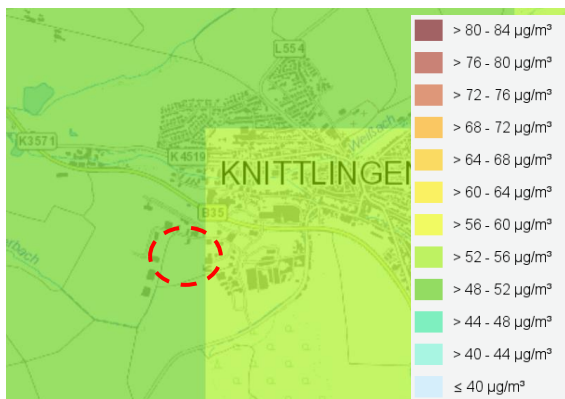 L554
Weißach
K3571
K4519
KNITTLINGEN
B35
> 80 - 84 µg/m³
> 76 - 80 µg/m³
> 72 - 76 µg/m³
> 68 - 72 µg/m³
> 64 - 68 µg/m³
> 60 - 64 µg/m³
> 56 - 60 µg/m³
> 52 - 56 µg/m³
> 48 - 52 µg/m³
> 44 - 48 µg/m³
> 40 - 44 µg/m³
≤ 40 µg/m³